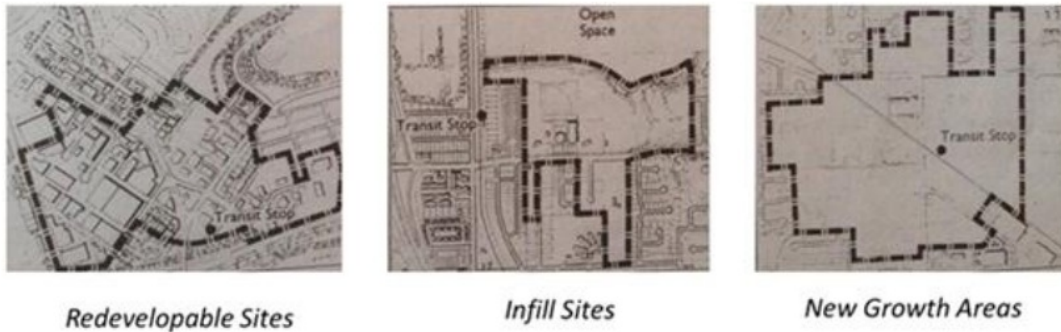 Open
Space
Transit Stop
Transit Stop
Transit Stop
Redevelopable Sites
Infill Sites
New Growth Areas